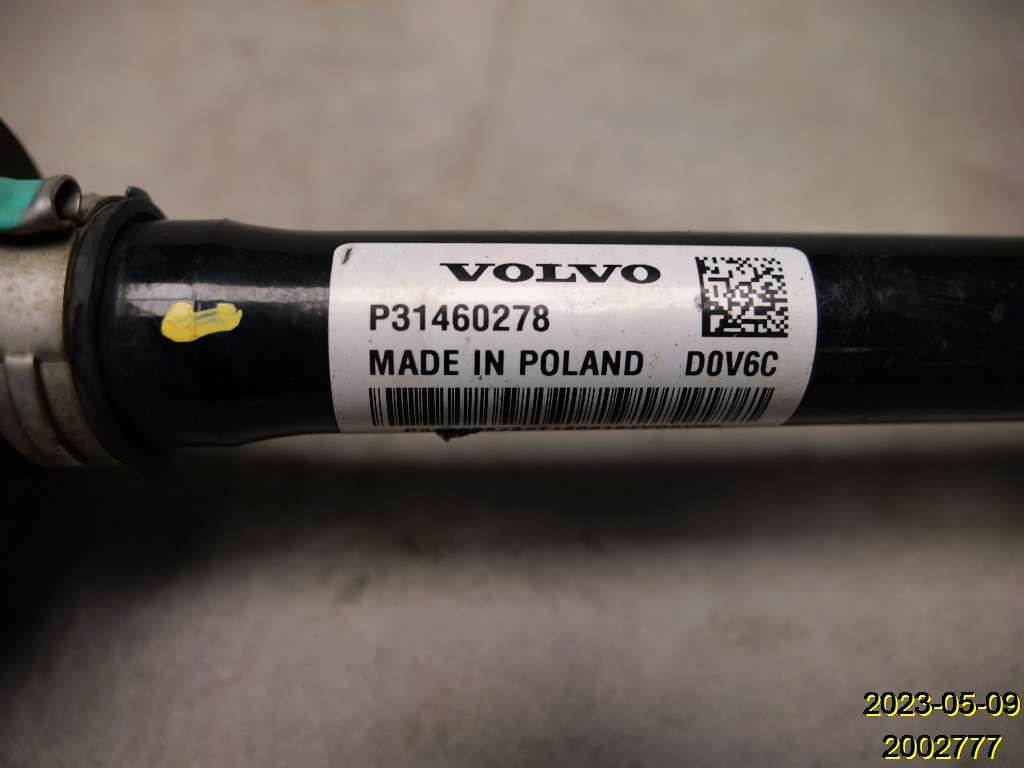 VOLVO
P31460278
MADE IN POLAND D0V6C
2023-05-09
2002777